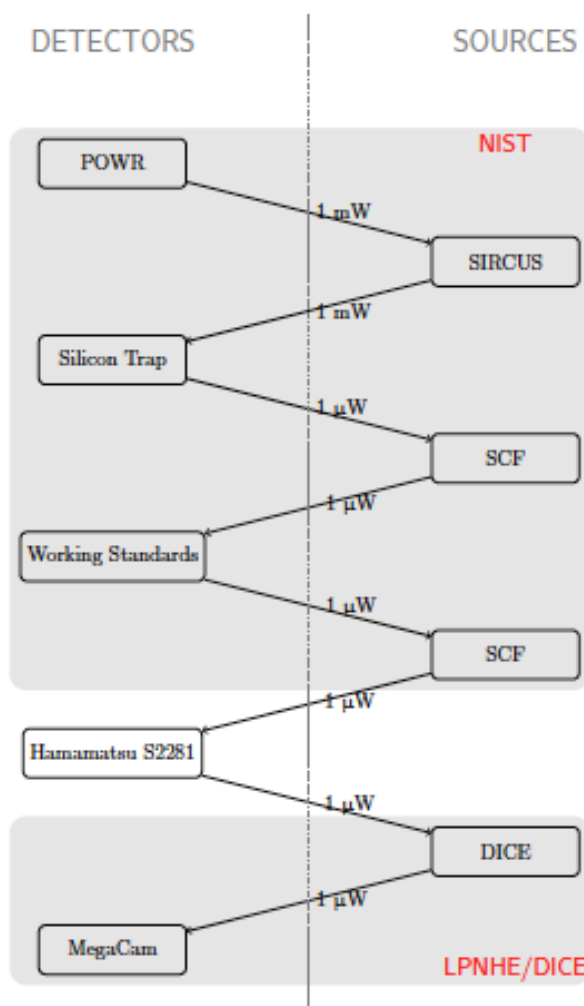 DETECTORS SOURCES
NIST
POWR
1 mW
SIRCUS
1 mW
Silicon Trap
1 μW
SCF
1 μW
Working Standards
1 μW
SCF
1 μW
Hamamatsu S2281
1 μW
DICE
1 μW
MegaCam
LPNHE/DICE